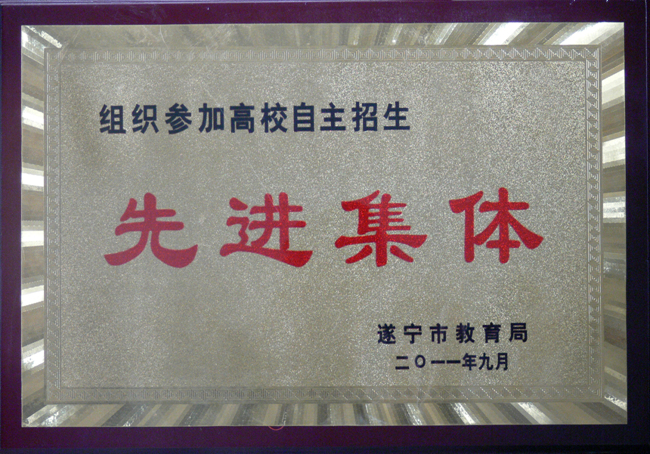 组织参加高校自主招生
先进集体
遂宁市教育局
二〇一一年九月